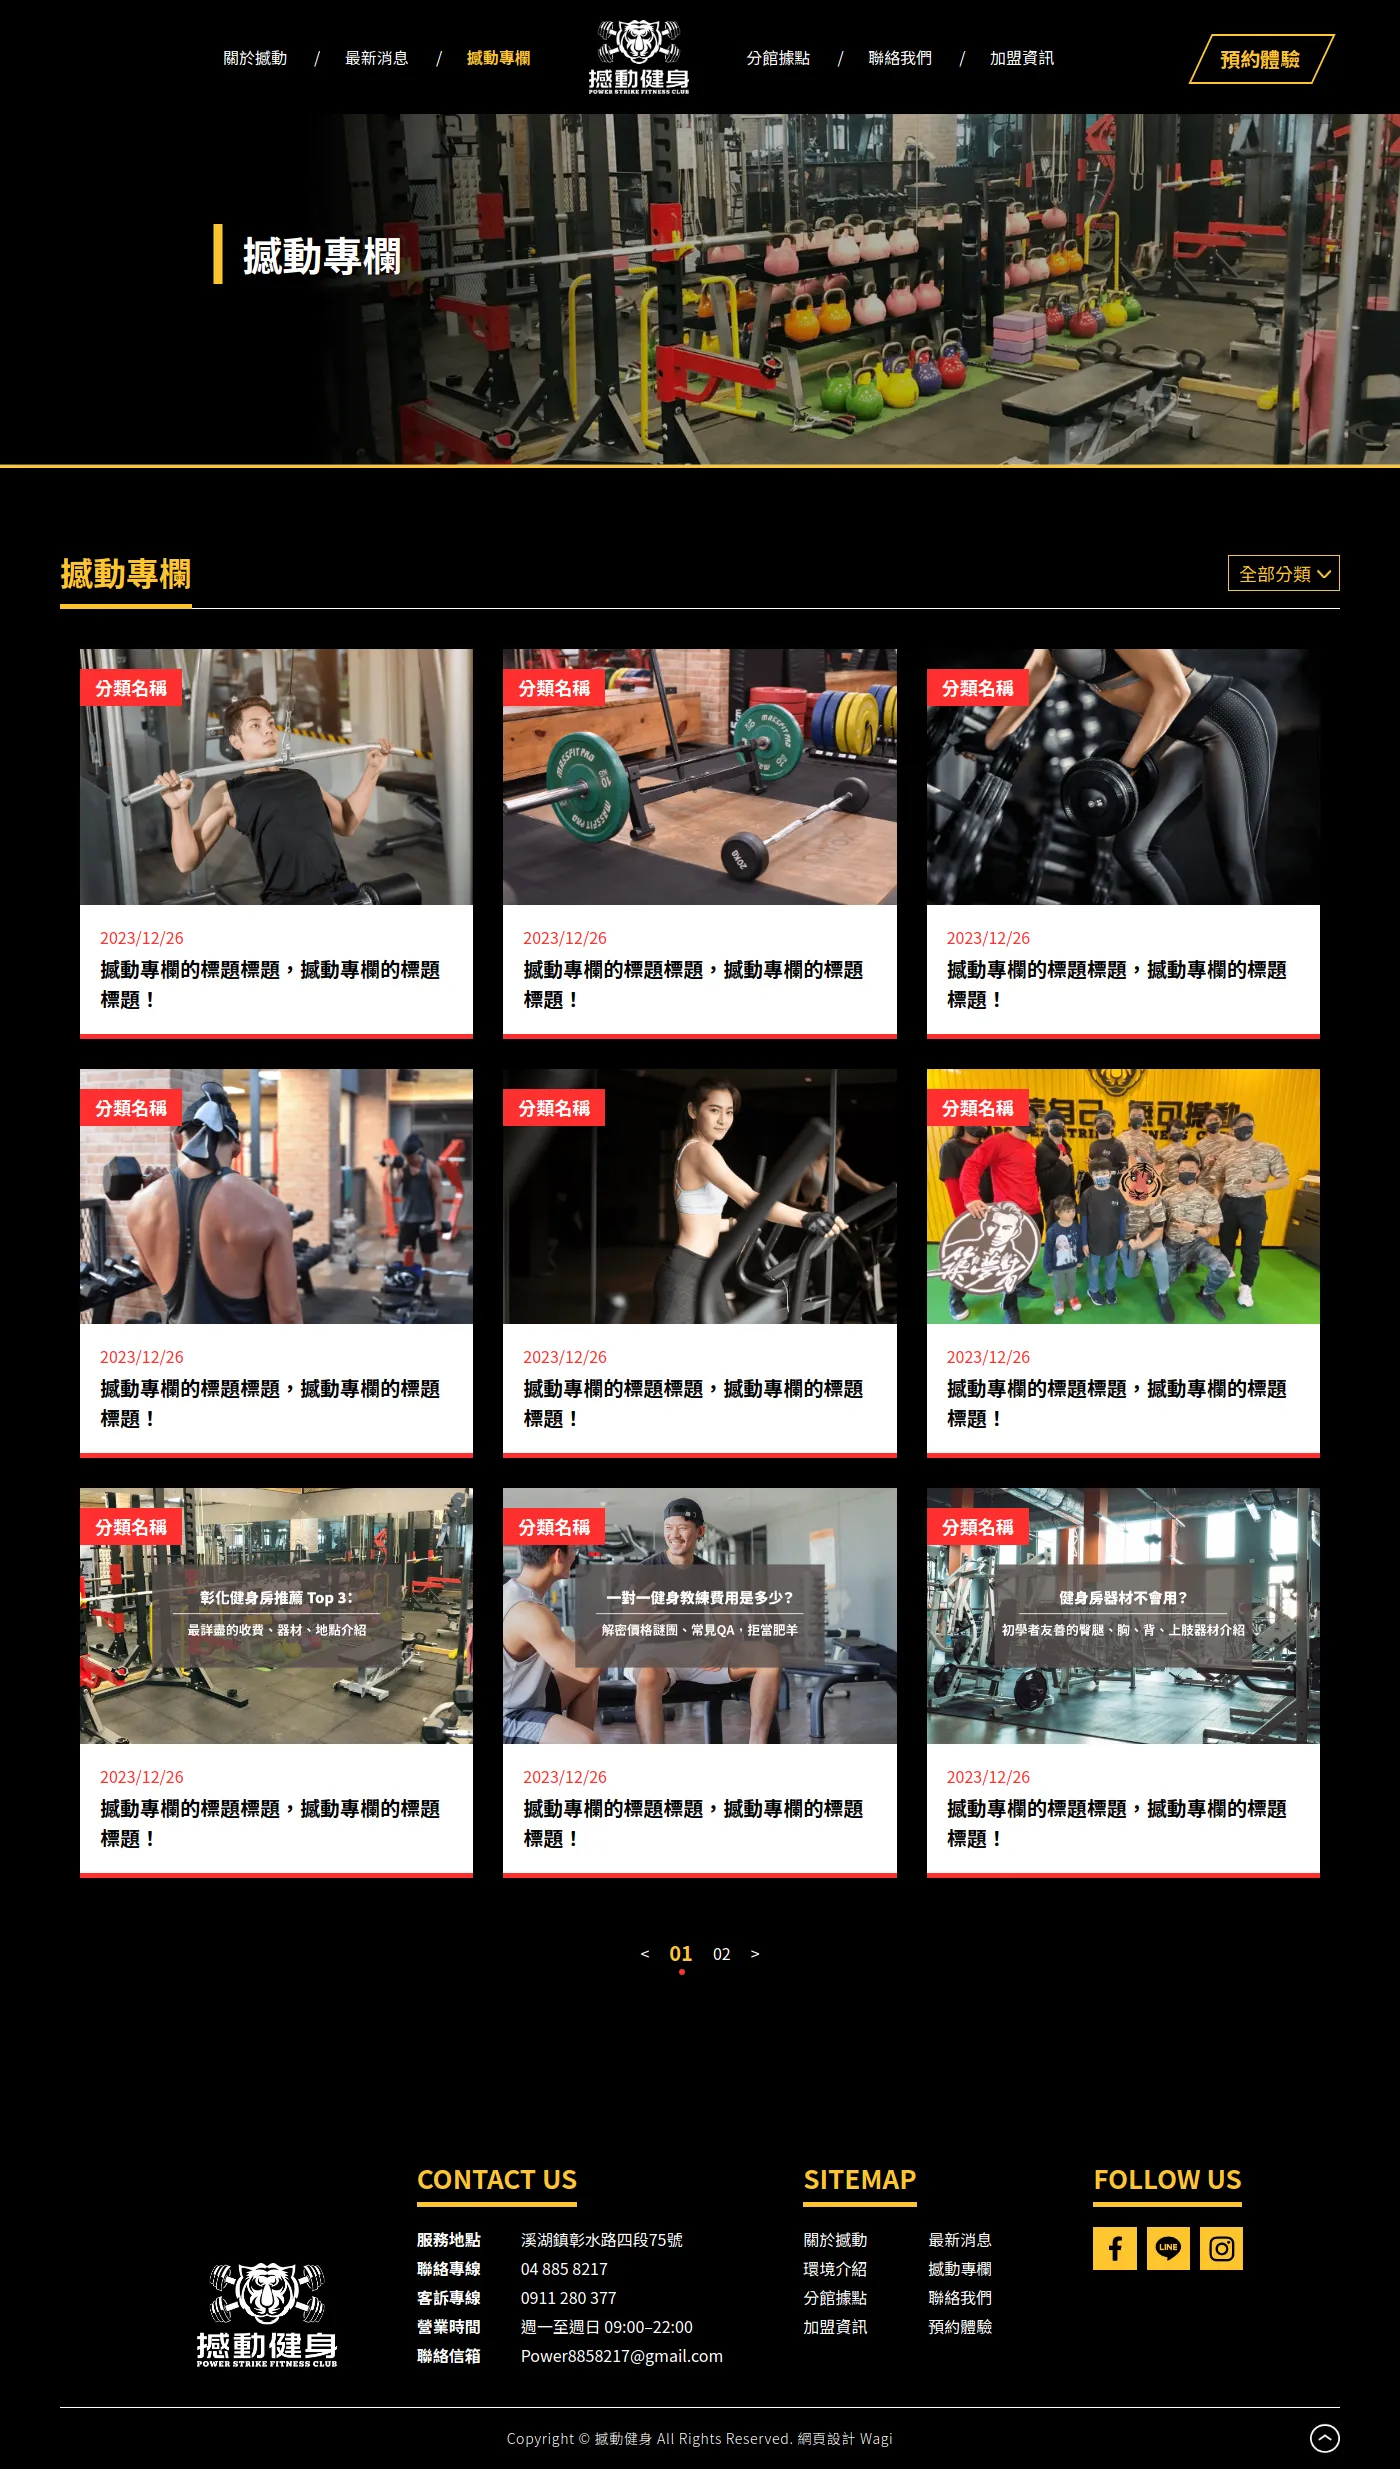 關於撼動 / 最新消息 / 撼動專欄
撼動健身
POWER STRIKE FITNESS CLUB
分館據點 / 聯絡我們 / 加盟資訊
預約體驗
撼動專欄
撼動專欄
全部分類
分類名稱
2023/12/26
撼動專欄的標題標題，撼動專欄的標題
標題！
分類名稱
MASSFIT PRO
MASSFIT PRO
MASSFIT PRO
20KG
2023/12/26
撼動專欄的標題標題，撼動專欄的標題
標題！
分類名稱
2023/12/26
撼動專欄的標題標題，撼動專欄的標題
標題！
分類名稱
2023/12/26
撼動專欄的標題標題，撼動專欄的標題
標題！
分類名稱
2023/12/26
撼動專欄的標題標題，撼動專欄的標題
標題！
分類名稱
自己 無可撼動
2023/12/26
撼動專欄的標題標題，撼動專欄的標題
標題！
分類名稱
彰化健身房推薦 Top 3：
最詳盡的收費、器材、地點介紹
2023/12/26
撼動專欄的標題標題，撼動專欄的標題
標題！
分類名稱
一對一健身教練費用是多少？
解密價格謎團、常見QA，拒當肥羊
2023/12/26
撼動專欄的標題標題，撼動專欄的標題
標題！
分類名稱
健身房器材不會用？
初學者友善的臀腿、胸、背、上肢器材介紹
2023/12/26
撼動專欄的標題標題，撼動專欄的標題
標題！
< 01 02 >
撼動健身
POWER STRIKE FITNESS CLUB
CONTACT US
服務地點 溪湖鎮彰水路四段75號
聯絡專線 04 885 8217
客訴專線 0911 280 377
營業時間 週一至週日 09:00–22:00
聯絡信箱 Power8858217@gmail.com
SITEMAP
關於撼動 最新消息
環境介紹 撼動專欄
分館據點 聯絡我們
加盟資訊 預約體驗
FOLLOW US
LINE
Copyright © 撼動健身 All Rights Reserved. 網頁設計 Wagi